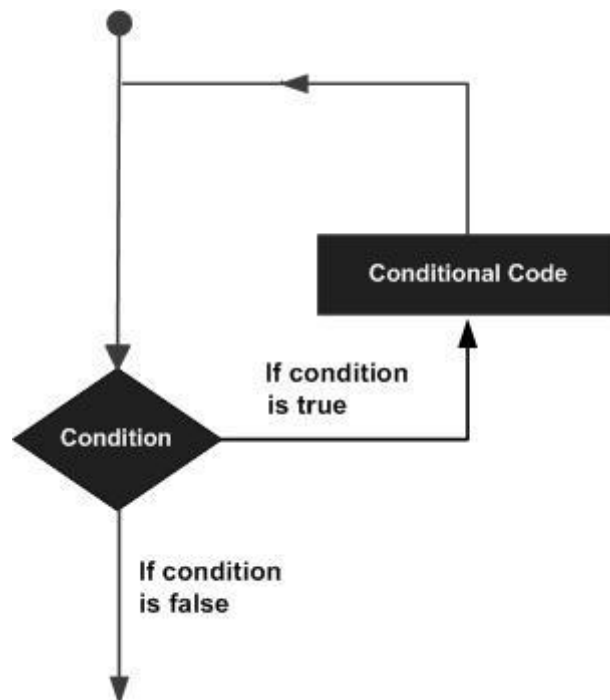 Conditional Code
If condition
is true
Condition
If condition
is false